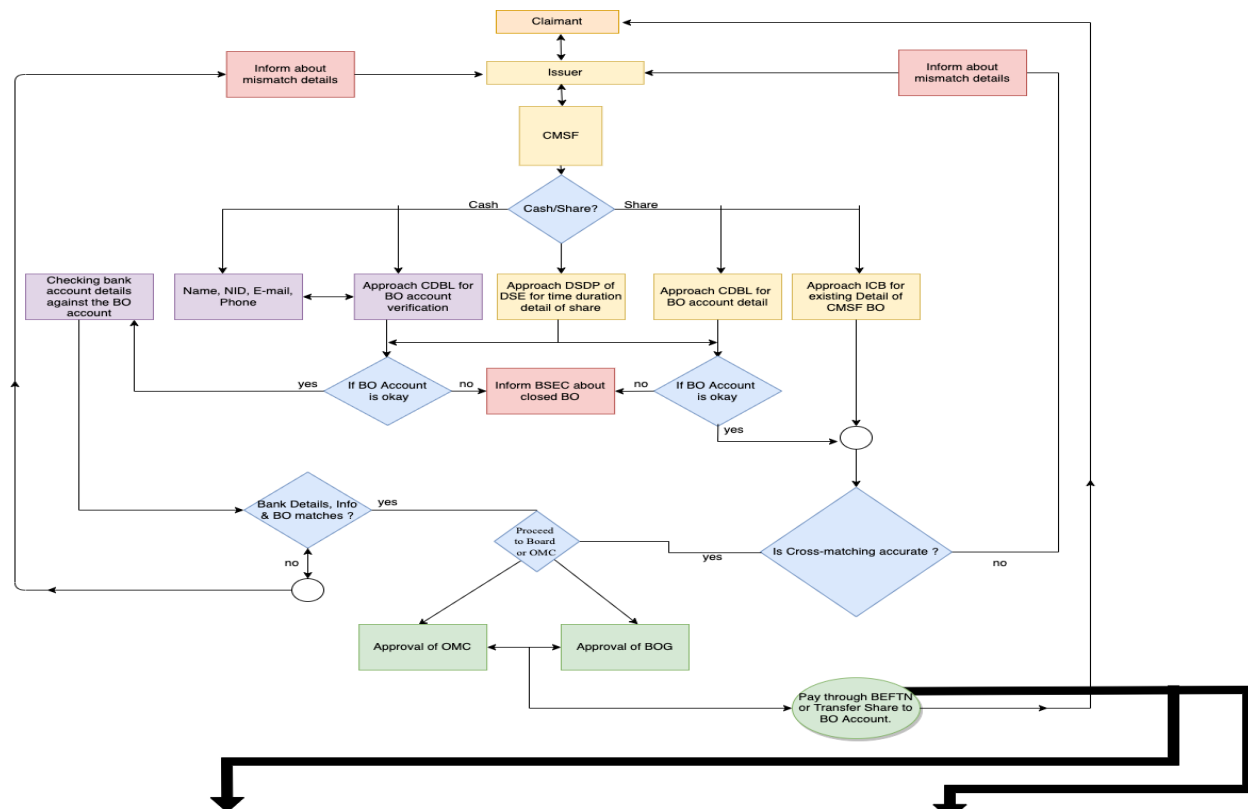 Claimant
Inform about
mismatch details
Issuer
Inform about
mismatch details
CMSF
Cash
Cash/Share?
Share
Checking bank
account details
against the BO
account
Name, NID, E-mail,
Phone
Approach CDBL for
BO account
verification
Approach DSDP of
DSE for time duration
detail of share
Approach CDBL for
BO account detail
Approach ICB for
existing Detail of
CMSF BO
yes
If BO Account
is okay
no
Inform BSEC about
closed BO
no
If BO Account
is okay
yes
Bank Details, Info
& BO matches ?
yes
no
Proceed
to Board
or OMC
yes
Is Cross-matching accurate ?
no
Approval of OMC
Approval of BOG
Pay through BEFTN
or Transfer Share to
BO Account.